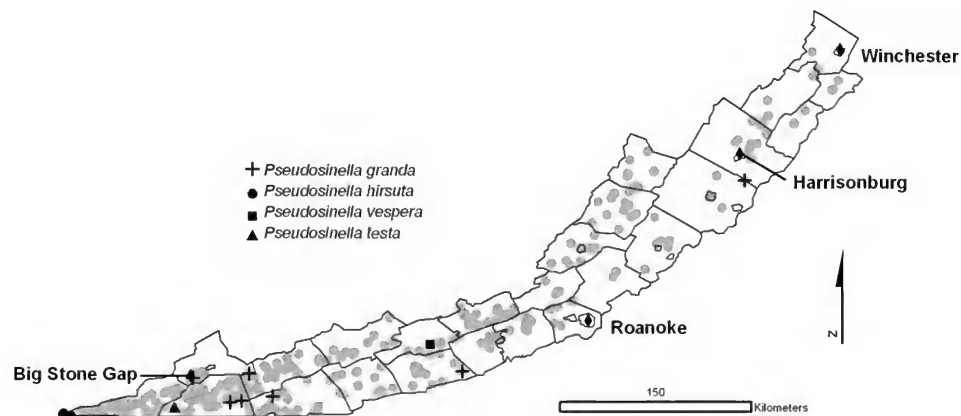 Winchester
Pseudosinella granda
Pseudosinella hirsuta
Pseudosinella vespera
Pseudosinella testa
Harrisonburg
Roanoke
N
Big Stone Gap
150
Kilometers